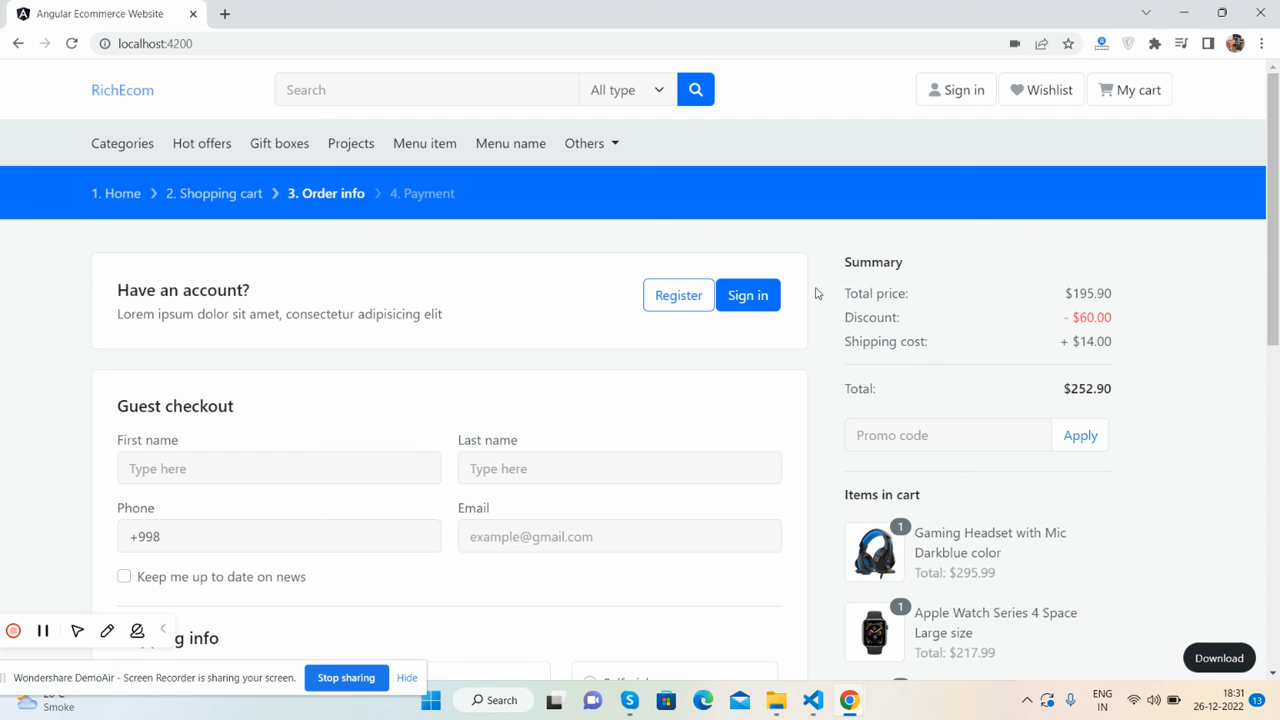 Angular Ecommerce Website
localhost:4200
RichEcom
Search
All type
Sign in
Wishlist
My cart
Categories
Hot offers
Gift boxes
Projects
Menu item
Menu name
Others
1. Home
2. Shopping cart
3. Order info
4. Payment
Have an account?
Lorem ipsum dolor sit amet, consectetur adipisicing elit
Register
Sign in
Guest checkout
First name
Last name
Type here
Type here
Phone
Email
+998
example@gmail.com
Keep me up to date on news
g info
Summary
Total price: $195.90
Discount: - $60.00
Shipping cost: + $14.00
Total: $252.90
Promo code
Apply
Items in cart
1
Gaming Headset with Mic
Darkblue color
Total: $295.99
1
Apple Watch Series 4 Space
Large size
Total: $217.99
Download
Wondershare DemoAir - Screen Recorder is sharing your screen.
Stop sharing
Hide
Smoke
Search
ENG
IN
18:31
26-12-2022
13